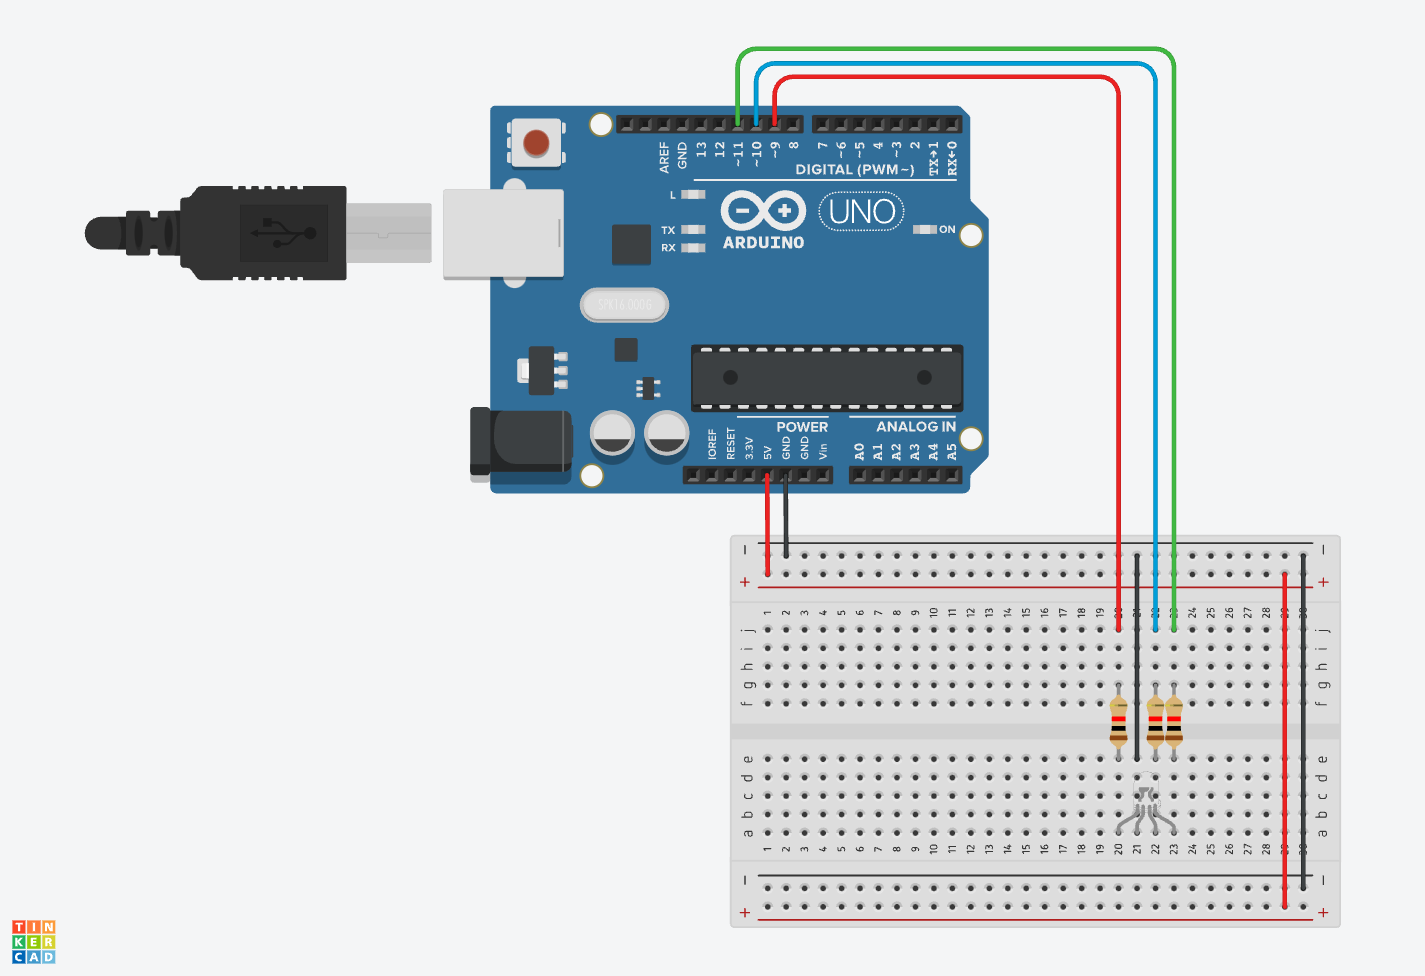 AREF
GND
13
12
~11
~10
~9
8
7
~6
~5
4
~3
2
TX→1
RX←0
DIGITAL (PWM~)
L
TX
RX
ARDUINO
UNO
ON
SPK16.000G
POWER
ANALOG IN
IOREF
RESET
3.3V
5V
GND
GND
Vin
A0
A1
A2
A3
A4
A5
− −
+ +
1 2 3 4 5 6 7 8 9 10 11 12 13 14 15 16 17 18 19 20 21 22 23 24 25 26 27 28 29 30
j j
i i
h h
g g
f f
e e
d d
c c
b b
a a
1 2 3 4 5 6 7 8 9 10 11 12 13 14 15 16 17 18 19 20 21 22 23 24 25 26 27 28 29 30
− −
+ +
TIN
KER
CAD